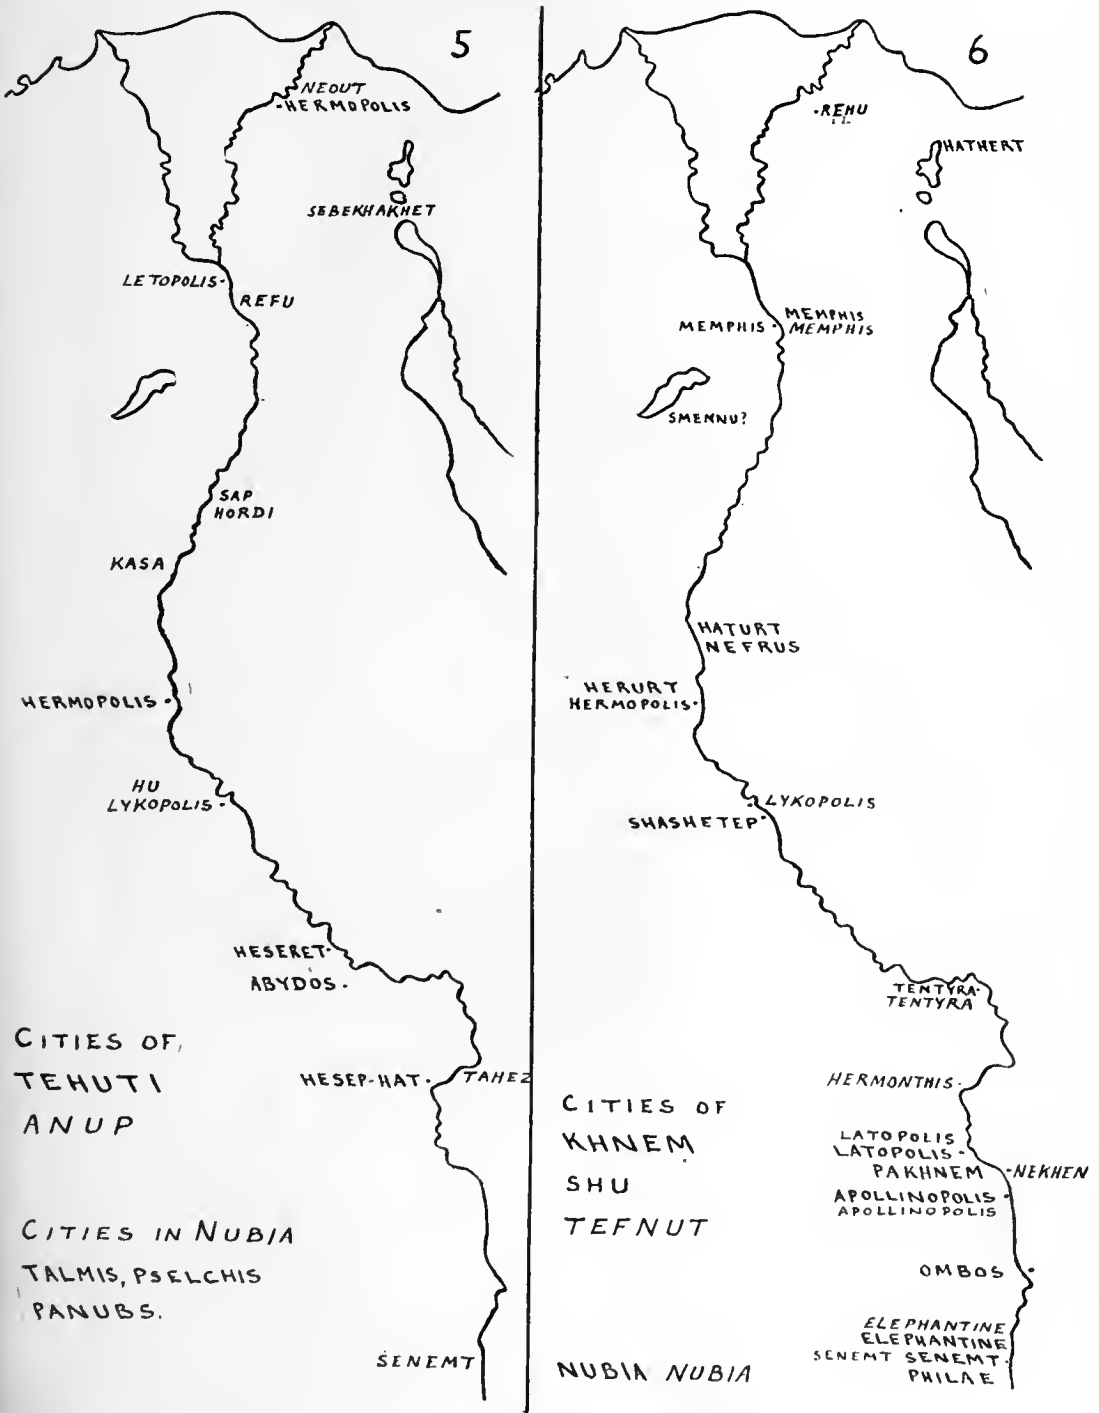 5
NEOUT
HERMOPOLIS
SEBEKHAKHET
LETOPOLIS
REFU
SAP
HORDI
KASA
HERMOPOLIS
HU
LYKOPOLIS
HESERET
ABYDOS.
HESEP-HAT.
TAHEZ
SENEMT
CITIES OF
TEHUTI
ANUP
CITIES IN NUBIA
TALMIS, PSELCHIS
PANUBS.
6
REHU
HATHERT
MEMPHIS
MEMPHIS
MEMPHIS
SMENNU?
HATURT
NEFRUS
HERURT
HERMOPOLIS
LYKOPOLIS
SHASHETEP
TENTYRA
TENTYRA
HERMONTHIS
LATOPOLIS
LATOPOLIS
PAKHNEM
NEKHEN
APOLLINOPOLIS
APOLLINOPOLIS
OMBOS
ELEPHANTINE
ELEPHANTINE
SENEMT SENEMT
PHILAE
CITIES OF
KHNEM
SHU
TEFNUT
NUBIA NUBIA